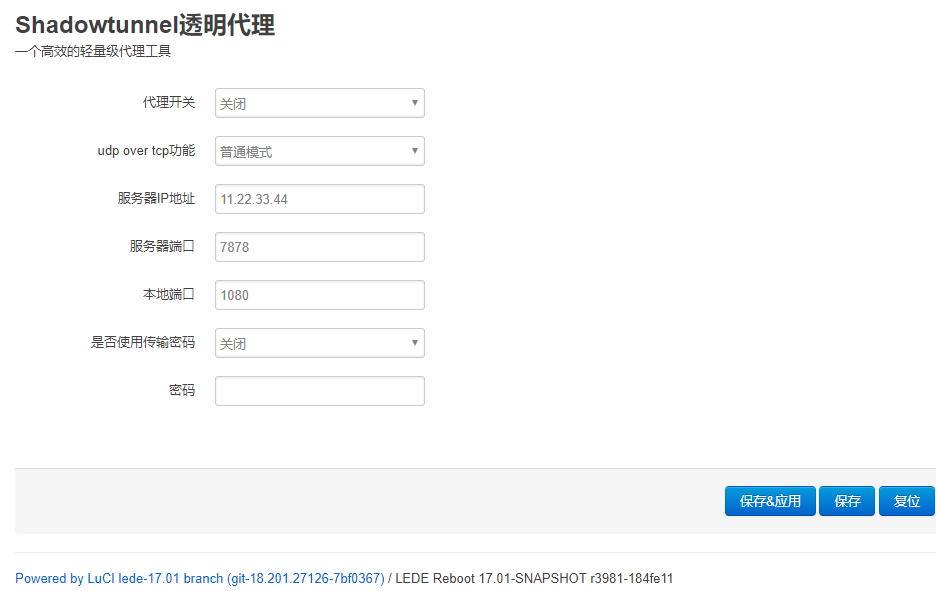 Shadowtunnel透明代理
一个高效的轻量级代理工具
代理开关 关闭
udp over tcp功能 普通模式
服务器IP地址 11.22.33.44
服务器端口 7878
本地端口 1080
是否使用传输密码 关闭
密码
保存&应用 保存 复位
Powered by LuCI lede-17.01 branch (git-18.201.27126-7bf0367) / LEDE Reboot 17.01-SNAPSHOT r3981-184fe11